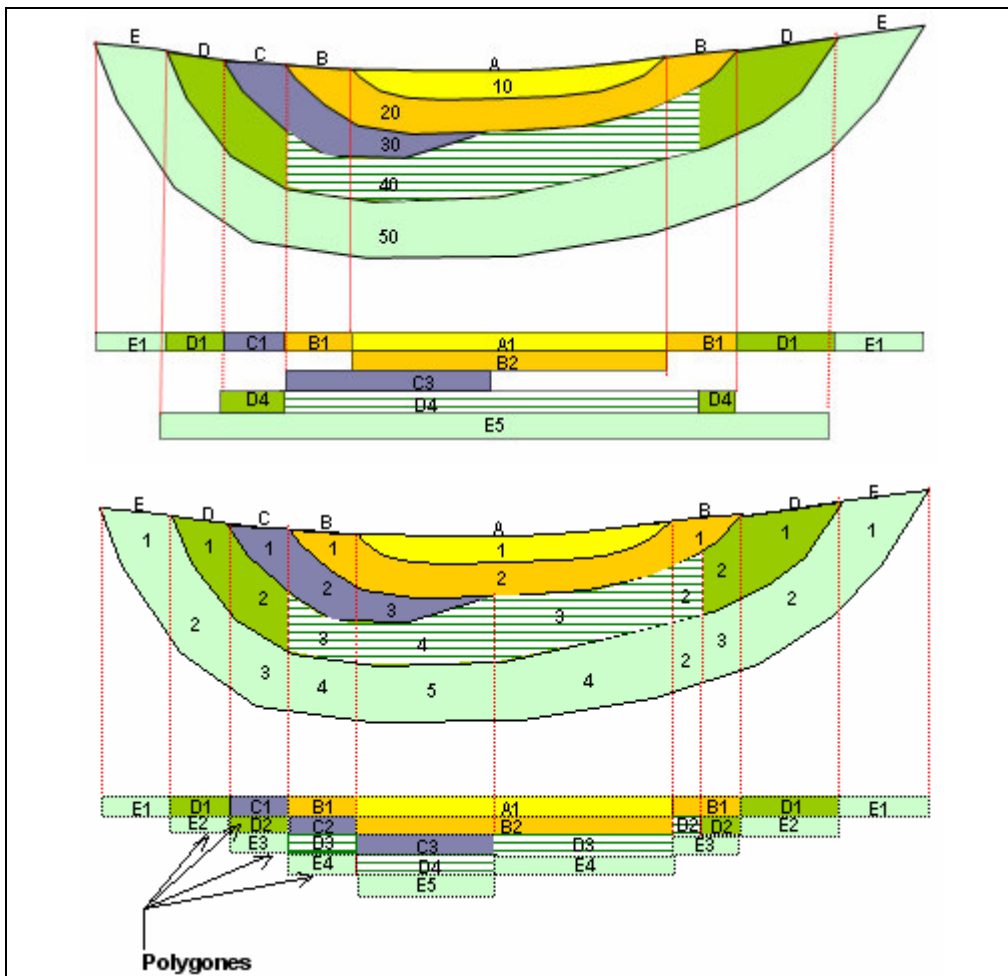 E D C B A B D E
10
20
30
40
50
E1 D1 C1 B1 A1 B1 D1 E1
B2
C3
D4 D4 D4
E5
E D C B A B D E
1 1 1 1 1 1 1 1
2 2 2 2 2 2 2
3 3 4 3 2 3
3 4 5 4
E1 D1 C1 B1 A1 B1 D1 E1
E2 D2 C2 B2 D2 D2 E2
E3 D3 C3 D3 E3
E4 D4 E4
E5
Polygones